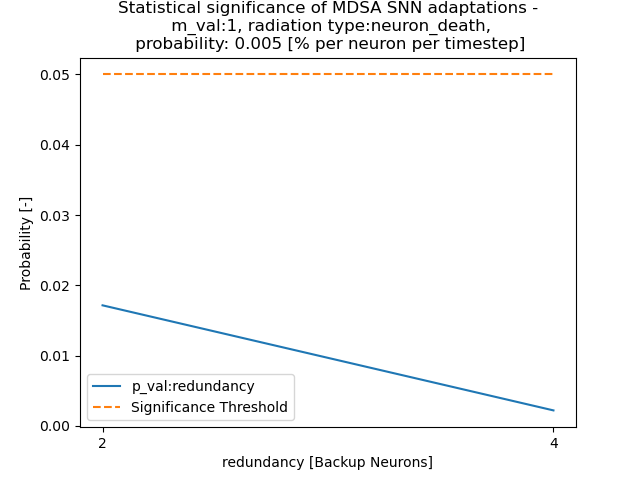 Statistical significance of MDSA SNN adaptations -
m_val:1, radiation type:neuron_death,
probability: 0.005 [% per neuron per timestep]
0.05
0.04
0.03
0.02
0.01
0.00
Probability [-]
p_val:redundancy
Significance Threshold
2
4
redundancy [Backup Neurons]